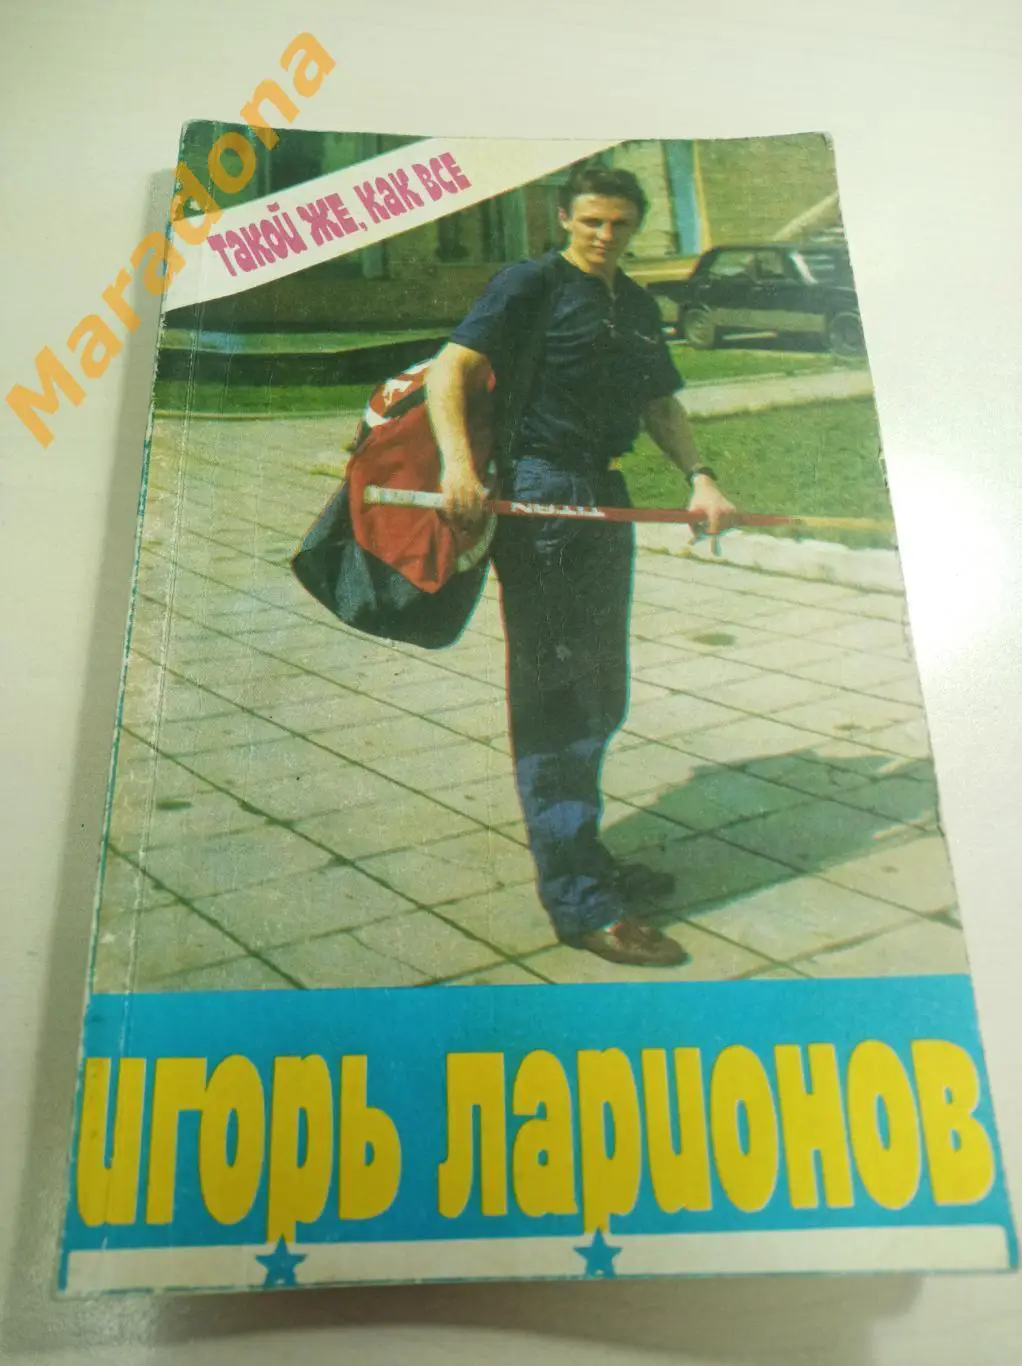 Maradona
такой же, как все
TITAN
игорь ларионов